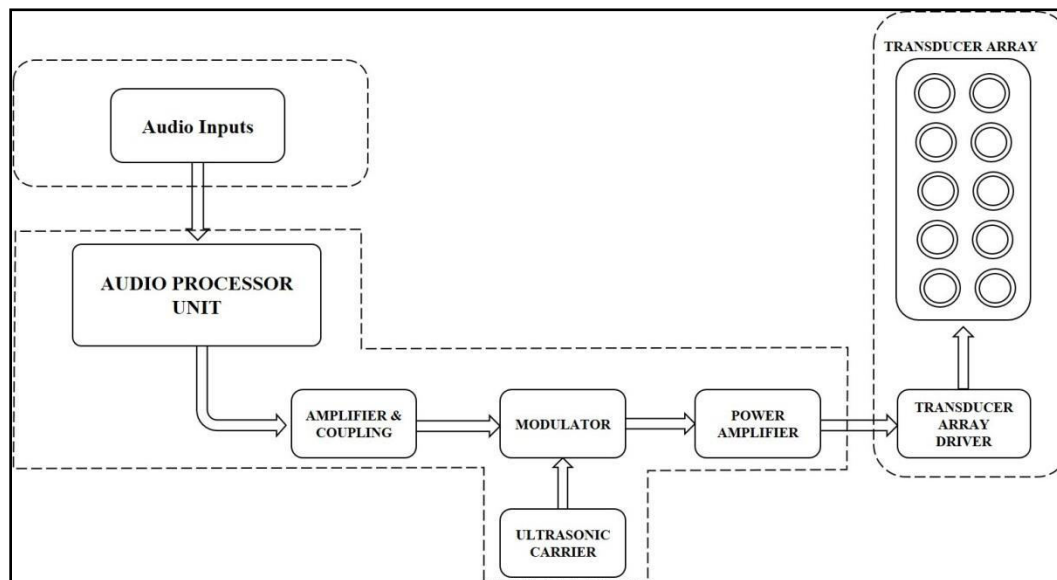 TRANSDUCER ARRAY
Audio Inputs
AUDIO PROCESSOR
UNIT
AMPLIFIER &
COUPLING
MODULATOR
POWER
AMPLIFIER
TRANSDUCER
ARRAY
DRIVER
ULTRASONIC
CARRIER